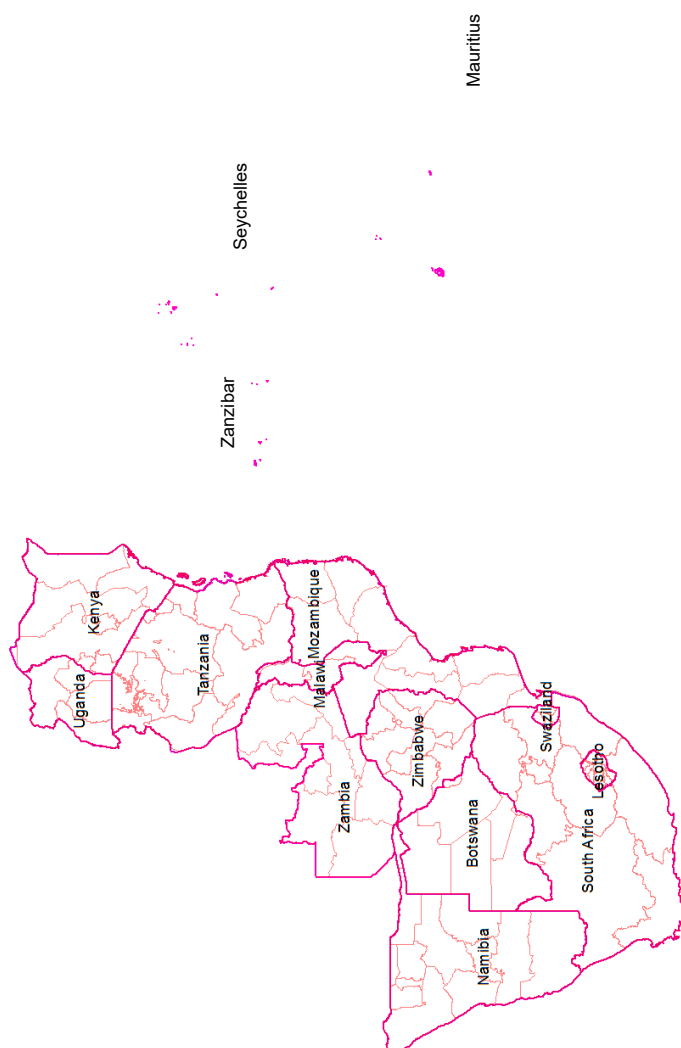 Mauritius
Seychelles
Zanzibar
Kenya
Uganda
Tanzania
Mozambique
Malawi
Zambia
Zimbabwe
Swaziland
Lesotho
Botswana
South Africa
Namibia